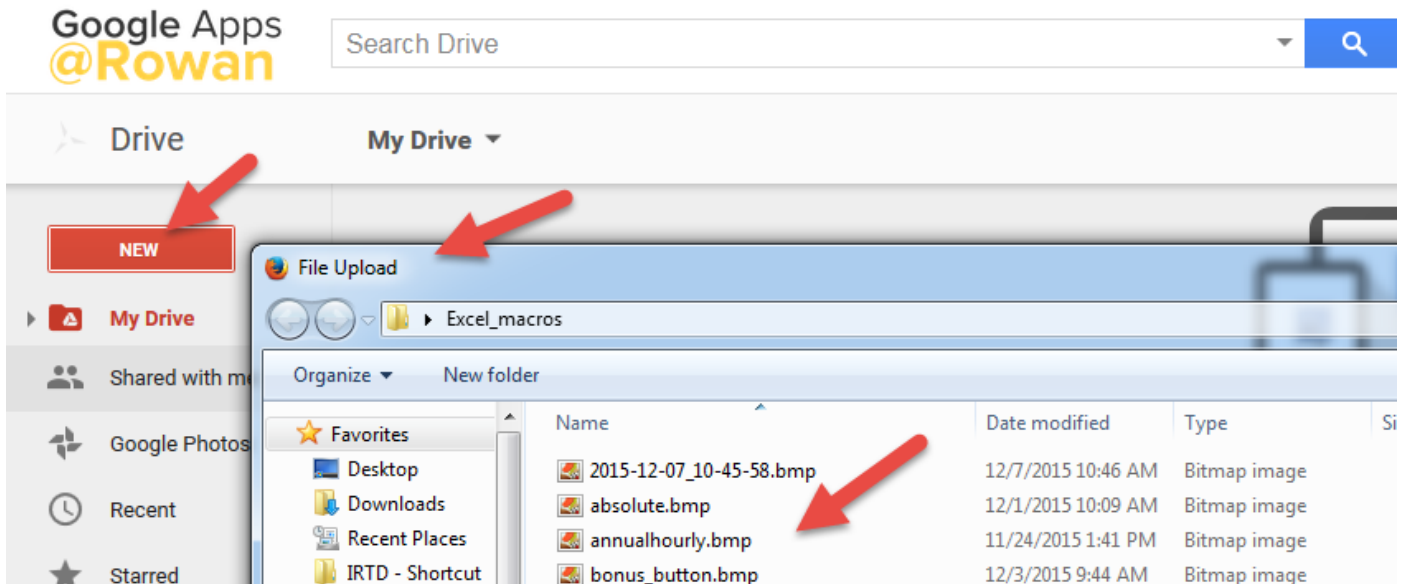 Google Apps
@Rowan
Search Drive
Drive
My Drive
NEW
File Upload
My Drive
Excel_macros
Shared with me
Organize
New folder
Name
Date modified
Type
Favorites
Google Photos
Desktop
2015-12-07_10-45-58.bmp
12/7/2015 10:46 AM
Bitmap image
Downloads
absolute.bmp
12/1/2015 10:09 AM
Bitmap image
Recent
Recent Places
annualhourly.bmp
11/24/2015 1:41 PM
Bitmap image
Starred
IRTD - Shortcut
bonus_button.bmp
12/3/2015 9:44 AM
Bitmap image